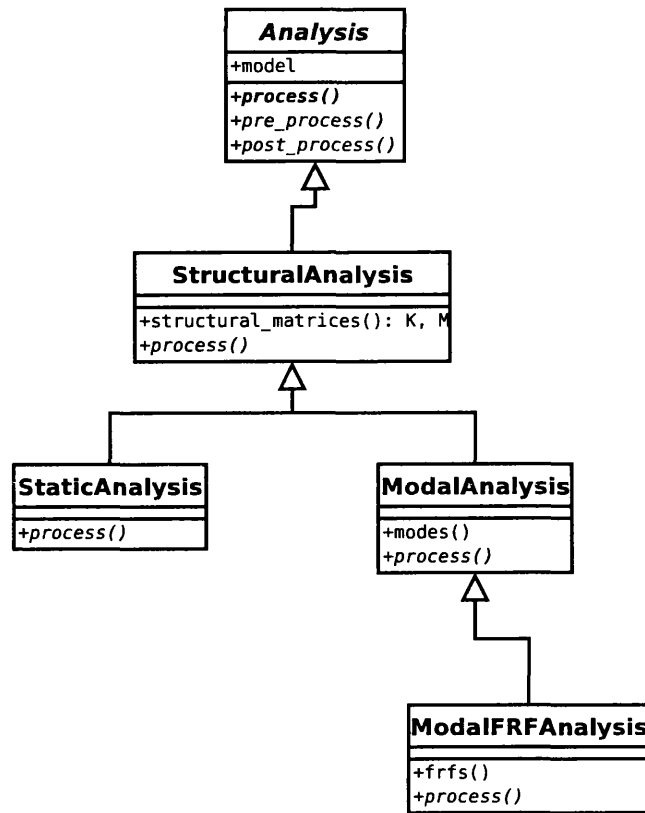 Analysis
+model
+process()
+pre_process()
+post_process()
StructuralAnalysis
+structural_matrices(): K, M
+process()
StaticAnalysis
+process()
ModalAnalysis
+modes()
+process()
ModalFRFAnalysis
+frfs()
+process()